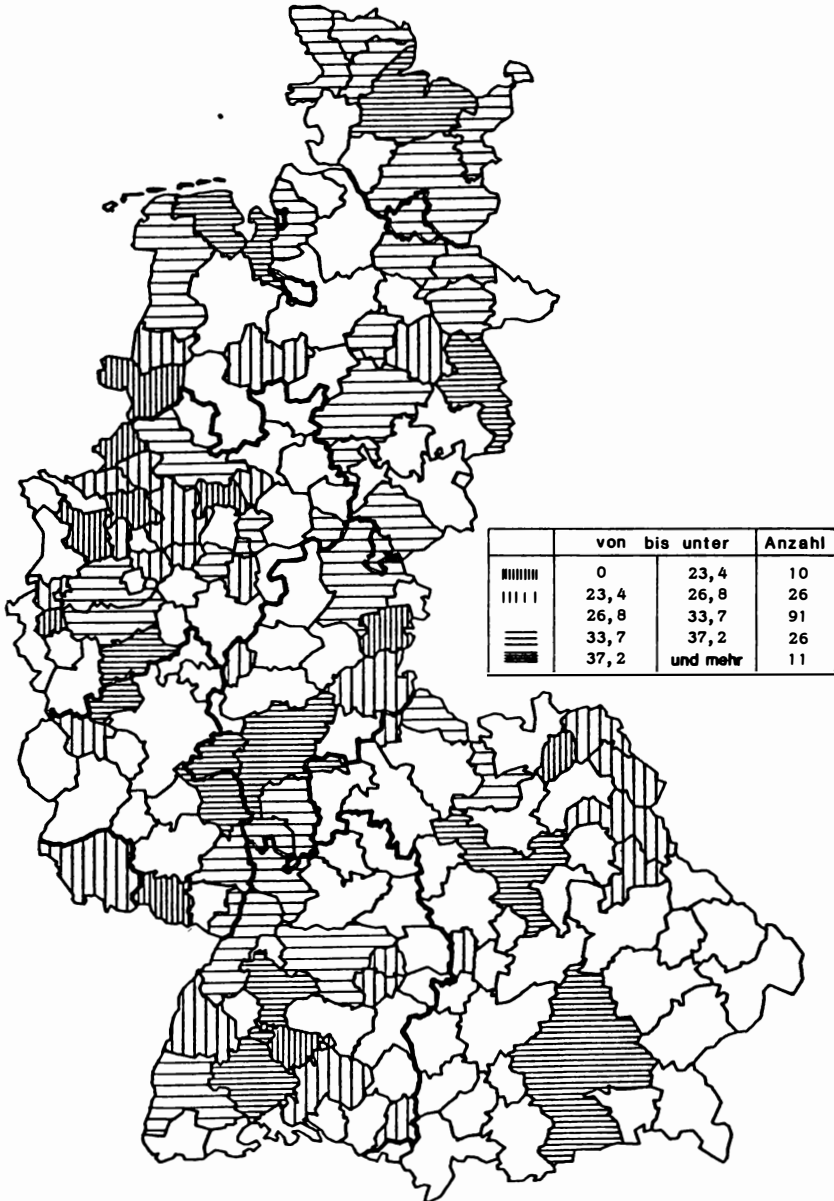 von bis unter Anzahl
0 23,4 10
23,4 26,8 26
26,8 33,7 91
33,7 37,2 26
37,2 und mehr 11